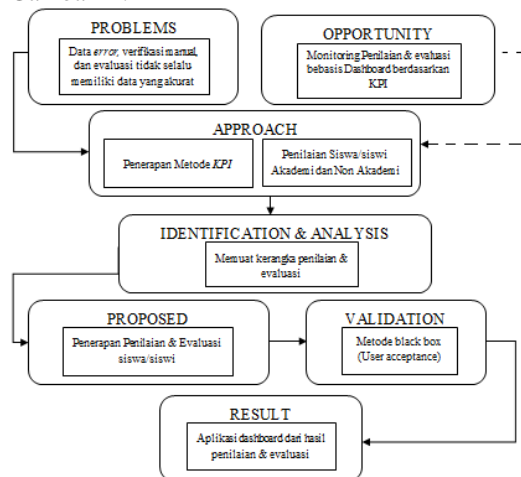 PROBLEMS
Data error, verifikasi manual,
dan evaluasi tidak selalu
memiliki data yang akurat
OPPORTUNITY
Monitoring Penilaian & evaluasi
bebasis Dashboard berdasarkan
KPI
APPROACH
Penerapan Metode KPI
Penilaian Siswa/siswi
Akademi dan Non Akademi
IDENTIFICATION & ANALYSIS
Memuat kerangka penilaian &
evaluasi
PROPOSED
Penerapan Penilaian & Evaluasi
siswa/siswi
VALIDATION
Metode black box
(User acceptance)
RESULT
Aplikasi dashboard dari hasil
penilaian & evaluasi